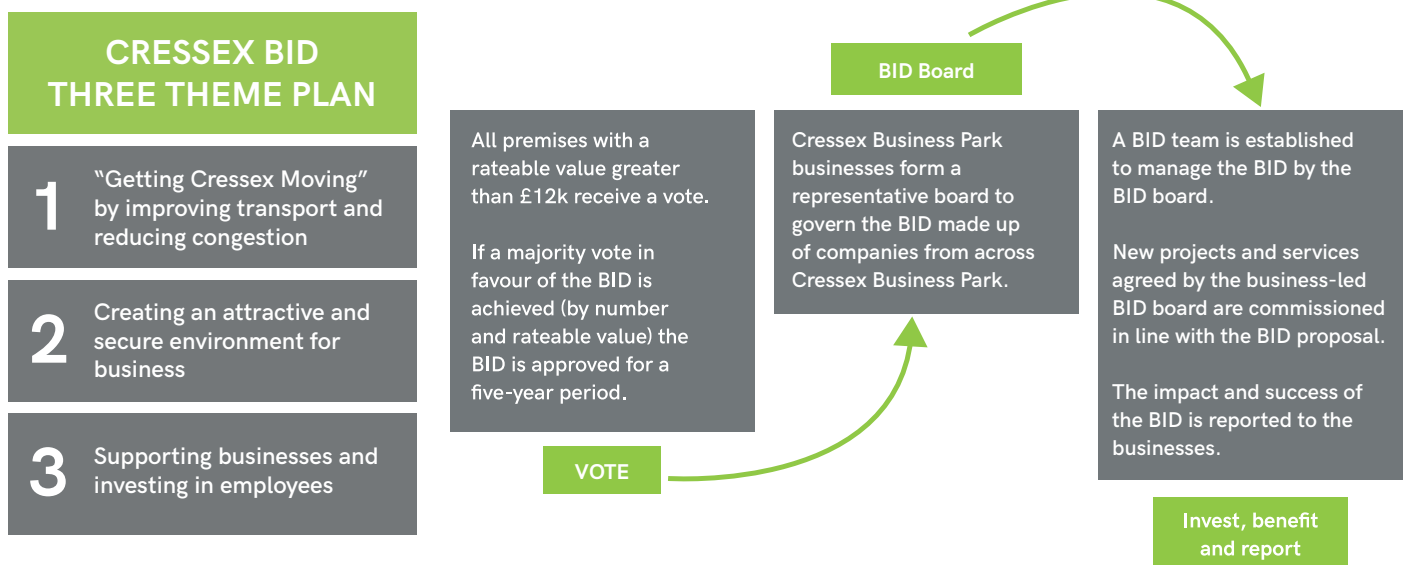 CRESSEX BID
THREE THEME PLAN
1
“Getting Cressex Moving”
by improving transport and
reducing congestion
2
Creating an attractive and
secure environment for
business
3
Supporting businesses and
investing in employees
All premises with a
rateable value greater
than £12k receive a vote.
If a majority vote in
favour of the BID is
achieved (by number
and rateable value) the
BID is approved for a
five-year period.
VOTE
BID Board
Cressex Business Park
businesses form a
representative board to
govern the BID made up
of companies from across
Cressex Business Park.
A BID team is established
to manage the BID by the
BID board.
New projects and services
agreed by the business-led
BID board are commissioned
in line with the BID proposal.
The impact and success of
the BID is reported to the
businesses.
Invest, benefit
and report